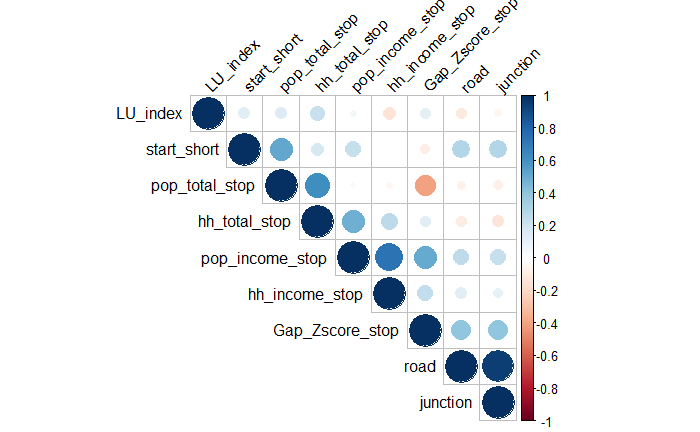 LU_index
start_short
pop_total_stop
hh_total_stop
pop_income_stop
hh_income_stop
Gap_Zscore_stop
road
junction
LU_index
start_short
pop_total_stop
hh_total_stop
pop_income_stop
hh_income_stop
Gap_Zscore_stop
road
junction
1
0.8
0.6
0.4
0.2
0
-0.2
-0.4
-0.6
-0.8
-1